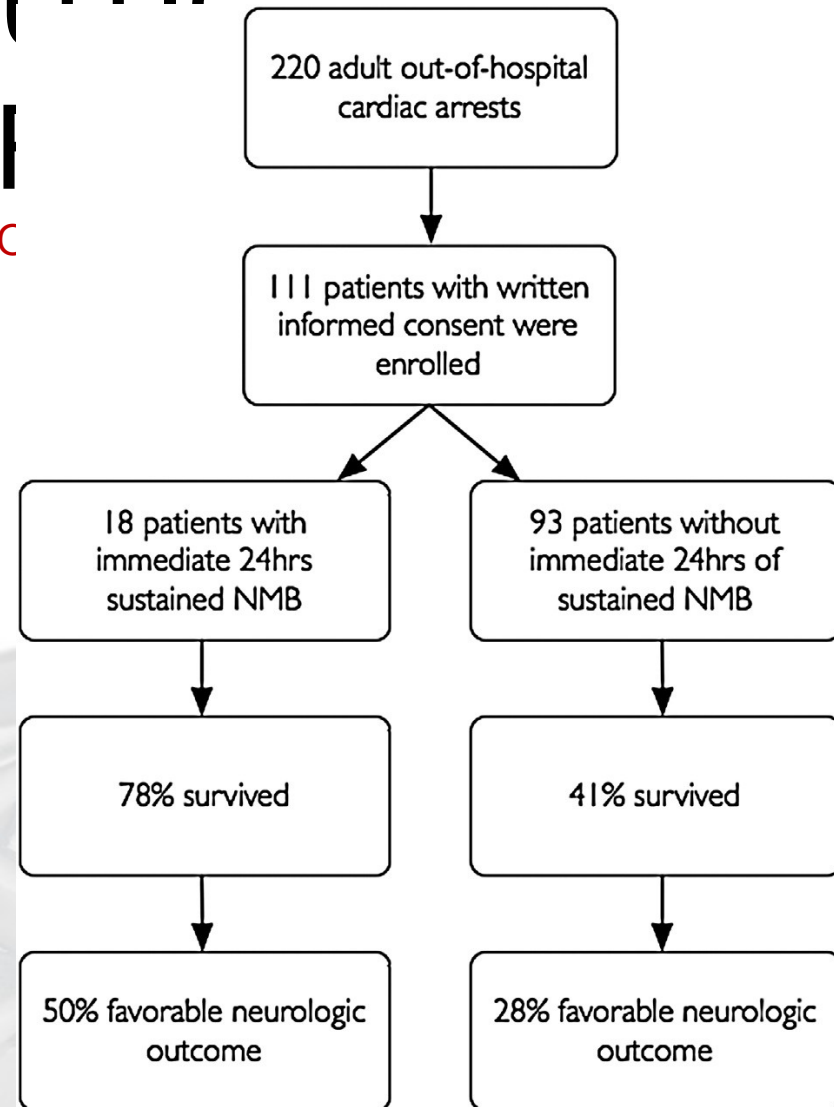 220 adult out-of-hospital
cardiac arrests
111 patients with written
informed consent were
enrolled
18 patients with
immediate 24hrs
sustained NMB
93 patients without
immediate 24hrs of
sustained NMB
78% survived
41% survived
50% favorable neurologic
outcome
28% favorable neurologic
outcome